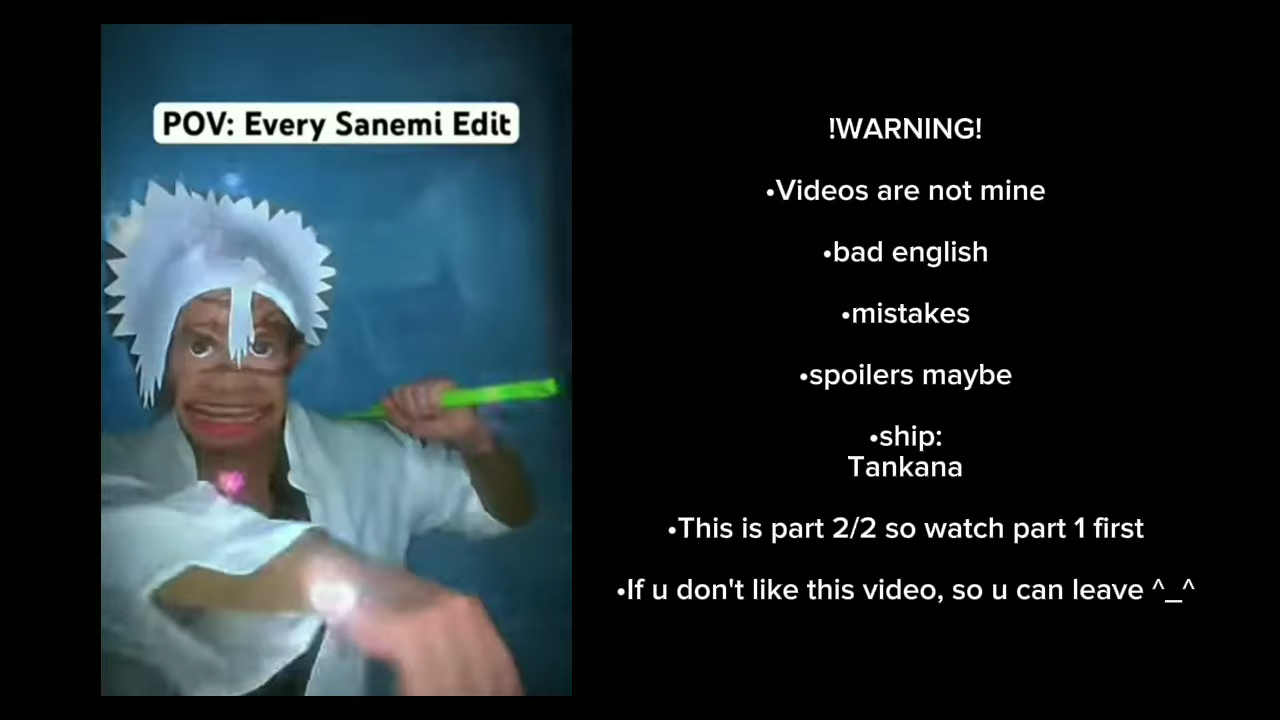 POV: Every Sanemi Edit
!WARNING!
•Videos are not mine
•bad english
•mistakes
•spoilers maybe
•ship:
Tankana
•This is part 2/2 so watch part 1 first
•If u don't like this video, so u can leave ^_^